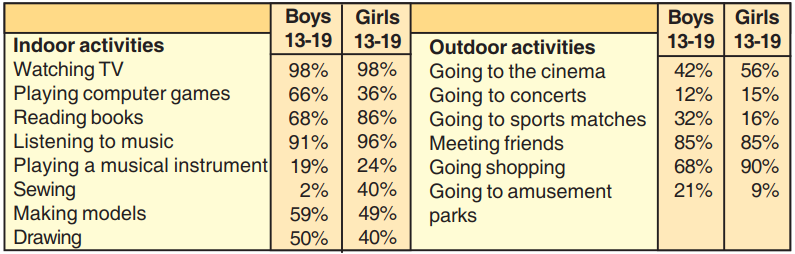 Boys Girls
Indoor activities 13-19 13-19
Watching TV 98% 98%
Playing computer games 66% 36%
Reading books 68% 86%
Listening to music 91% 96%
Playing a musical instrument 19% 24%
Sewing 2% 40%
Making models 59% 49%
Drawing 50% 40%
Boys Girls
Outdoor activities 13-19 13-19
Going to the cinema 42% 56%
Going to concerts 12% 15%
Going to sports matches 32% 16%
Meeting friends 85% 85%
Going shopping 68% 90%
Going to amusement 21% 9%
parks